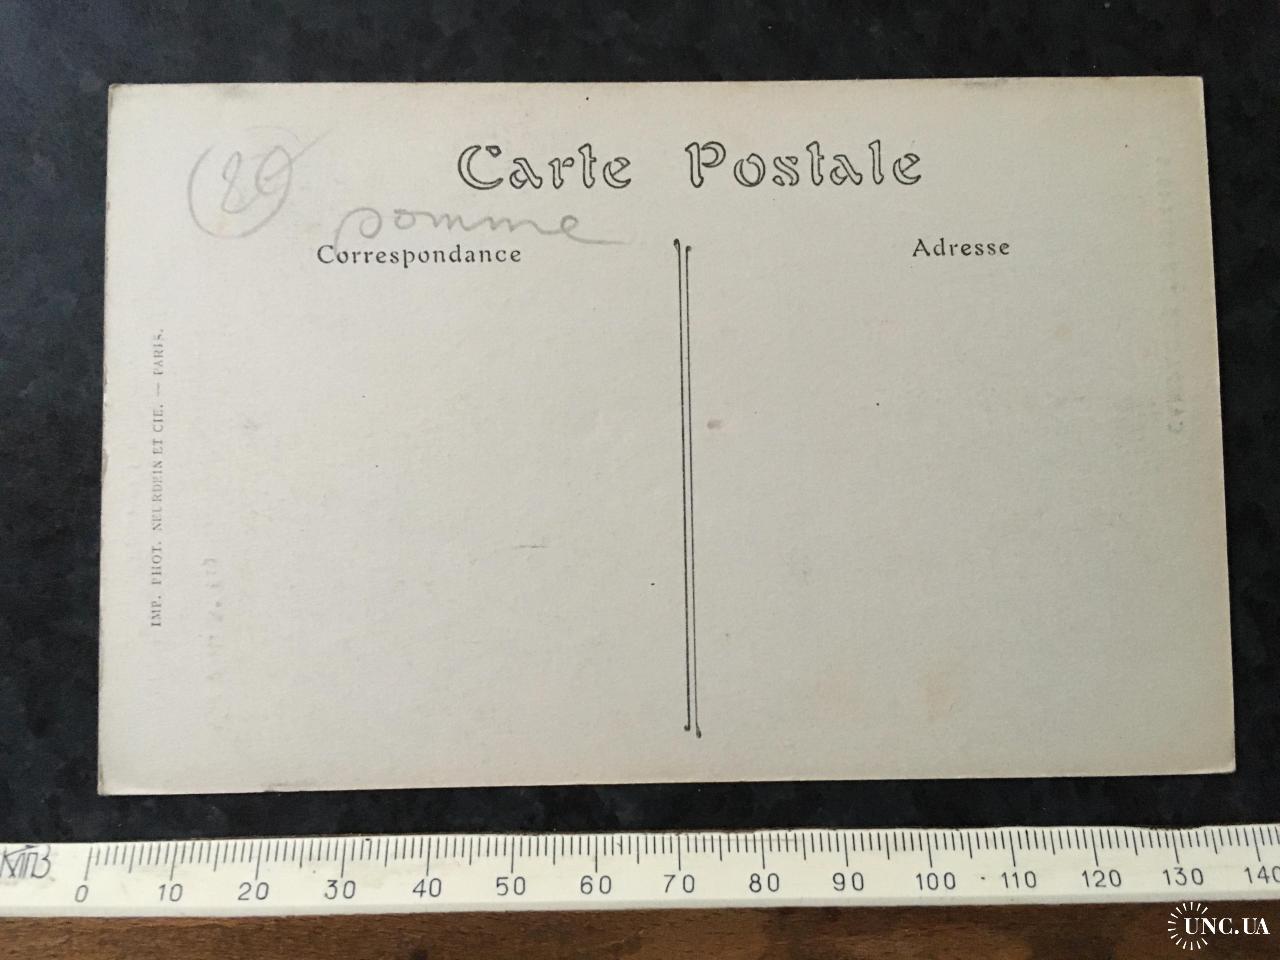 Carte Postale
(80)
somme
Correspondance
Adresse
IMP. PHOT. NEURDEIN ET CIE. — PARIS.
0 10 20 30 40 50 60 70 80 90 100 110 120 130 140
UNC.UA